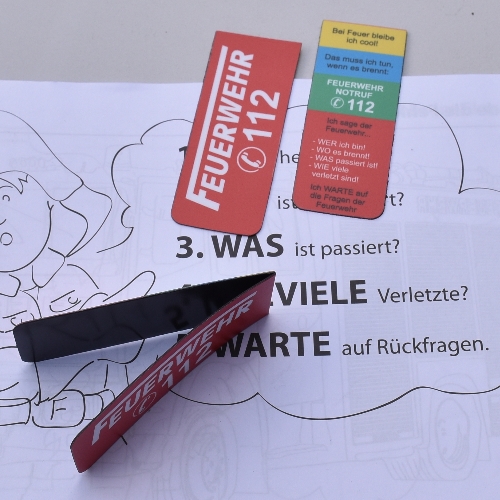 FEUERWEHR
112
Bei Feuer bleibe
ich cool!
Das muss ich tun,
wenn es brennt:
FEUERWEHR
NOTRUF
112
Ich sage der
Feuerwehr...
- WER ich bin!
- WO es brennt!
- WAS passiert ist!
- WIE viele
verletzt sind!
Ich WARTE auf
die Fragen der
Feuerwehr
3. WAS ist passiert?
VIELE Verletzte?
WARTE auf Rückfragen.
FEUERWEHR
112